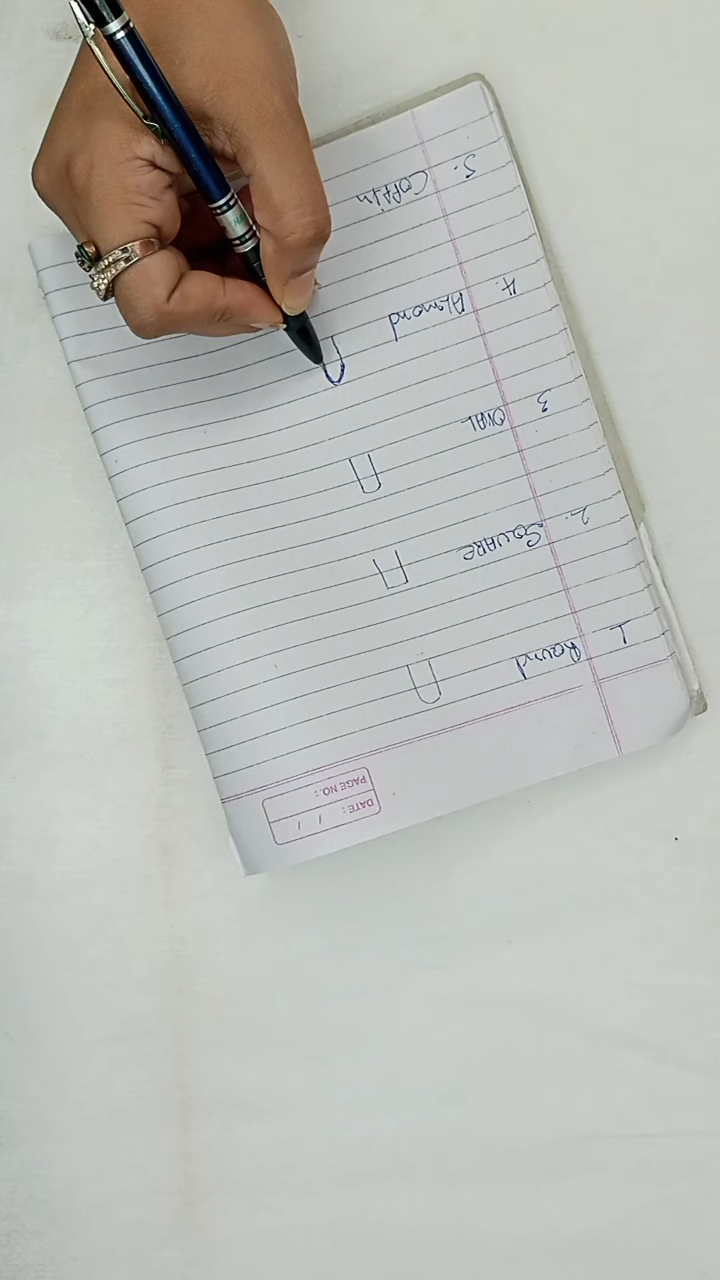 DATE: / /
PAGE NO.:
1 Round
2. SQUARE
3 OVAL
4. Almond
5. Coffin